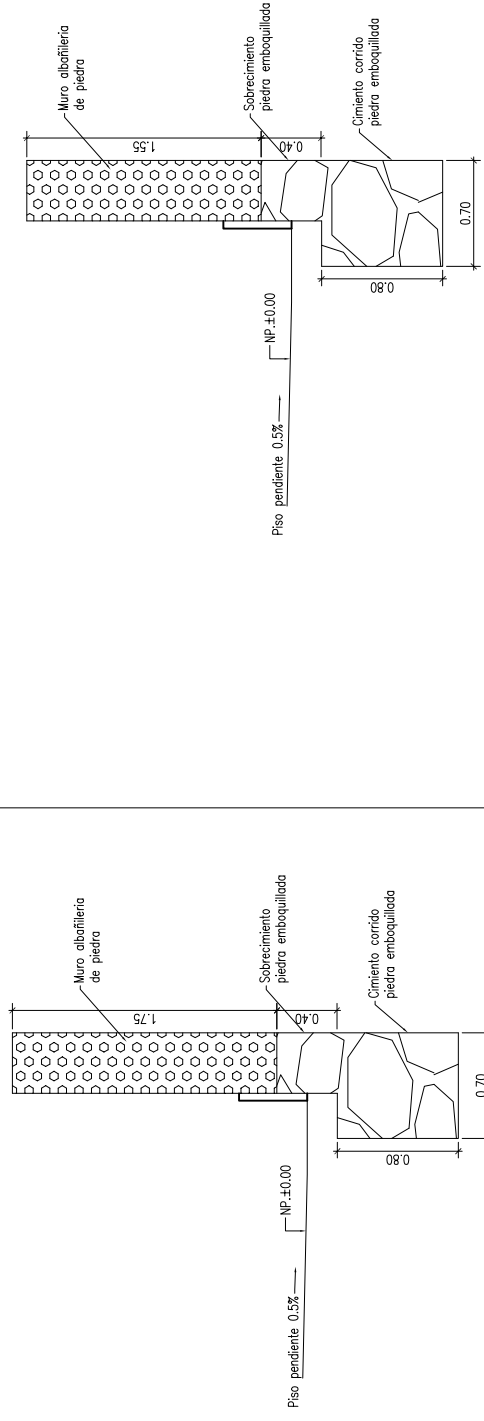 Muro albañileria
de piedra
1.75
Sobrecimiento
piedra emboquillada
0.40
NP.±0.00
Piso pendiente 0.5%
Cimiento corrido
piedra emboquillada
0.80
0.70
Muro albañileria
de piedra
1.55
Sobrecimiento
piedra emboquillada
0.40
NP.±0.00
Piso pendiente 0.5%
Cimiento corrido
piedra emboquillada
0.80
0.70